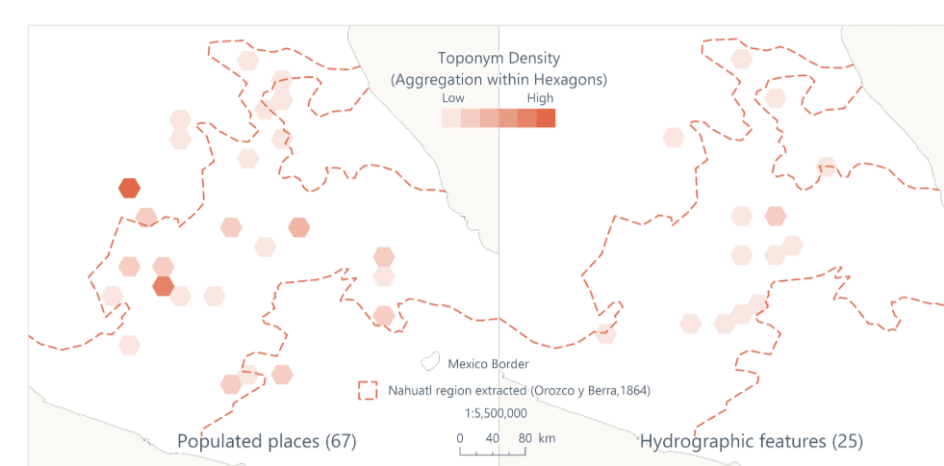 Toponym Density
(Aggregation within Hexagons)
Low High
Mexico Border
Nahuatl region extracted (Orozco y Berra,1864)
1:5,500,000
0 40 80 km
Populated places (67)
Hydrographic features (25)